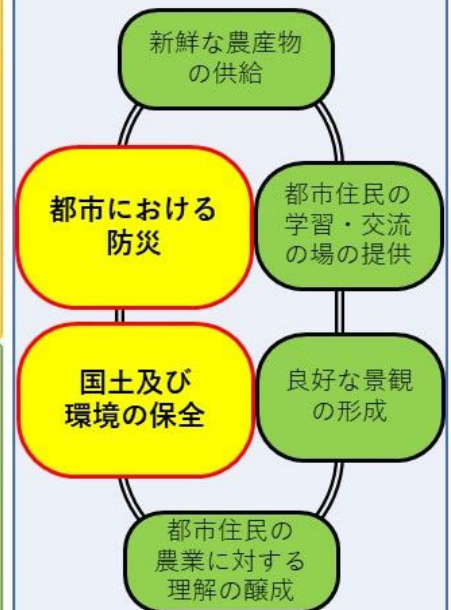 新鮮な農産物
の供給
都市における
防災
都市住民の
学習・交流
の場の提供
国土及び
環境の保全
良好な景観
の形成
都市住民の
農業に対する
理解の醸成